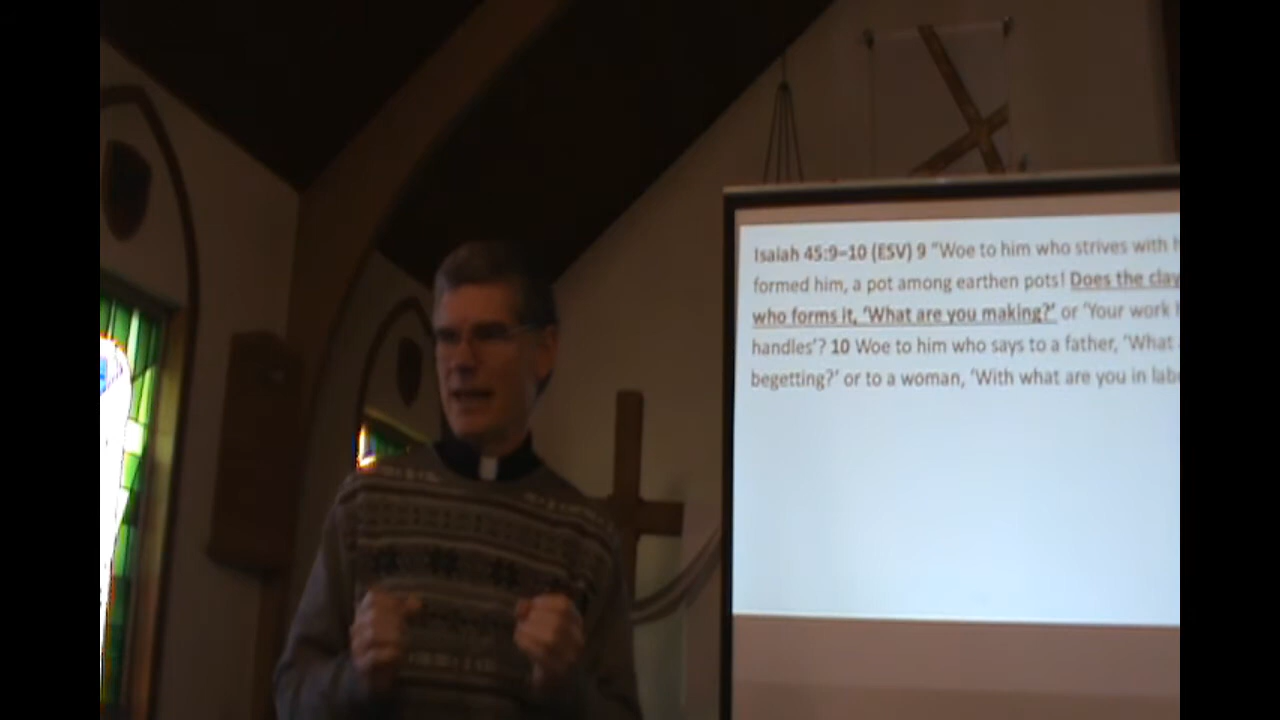 Isaiah 45:9–10 (ESV) 9 “Woe to him who strives with
formed him, a pot among earthen pots! Does the clay
who forms it, ‘What are you making?’ or ‘Your work
handles’? 10 Woe to him who says to a father, ‘What
begetting?’ or to a woman, ‘With what are you in